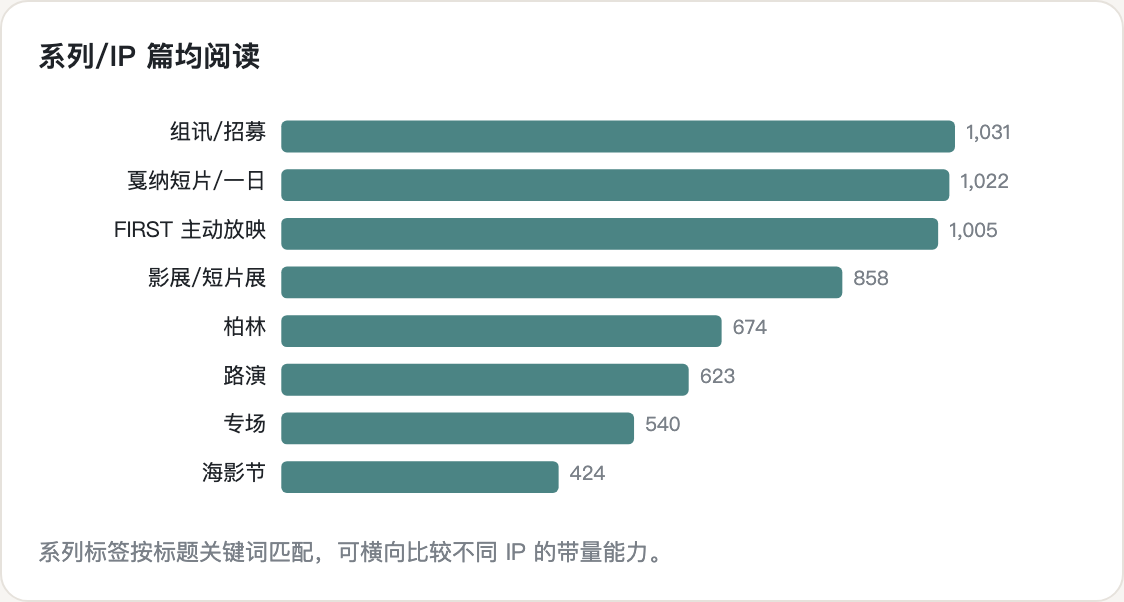 系列/IP 篇均阅读
组讯/招募 1,031
戛纳短片/一日 1,022
FIRST 主动放映 1,005
影展/短片展 858
柏林 674
路演 623
专场 540
海影节 424
系列标签按标题关键词匹配，可横向比较不同 IP 的带量能力。